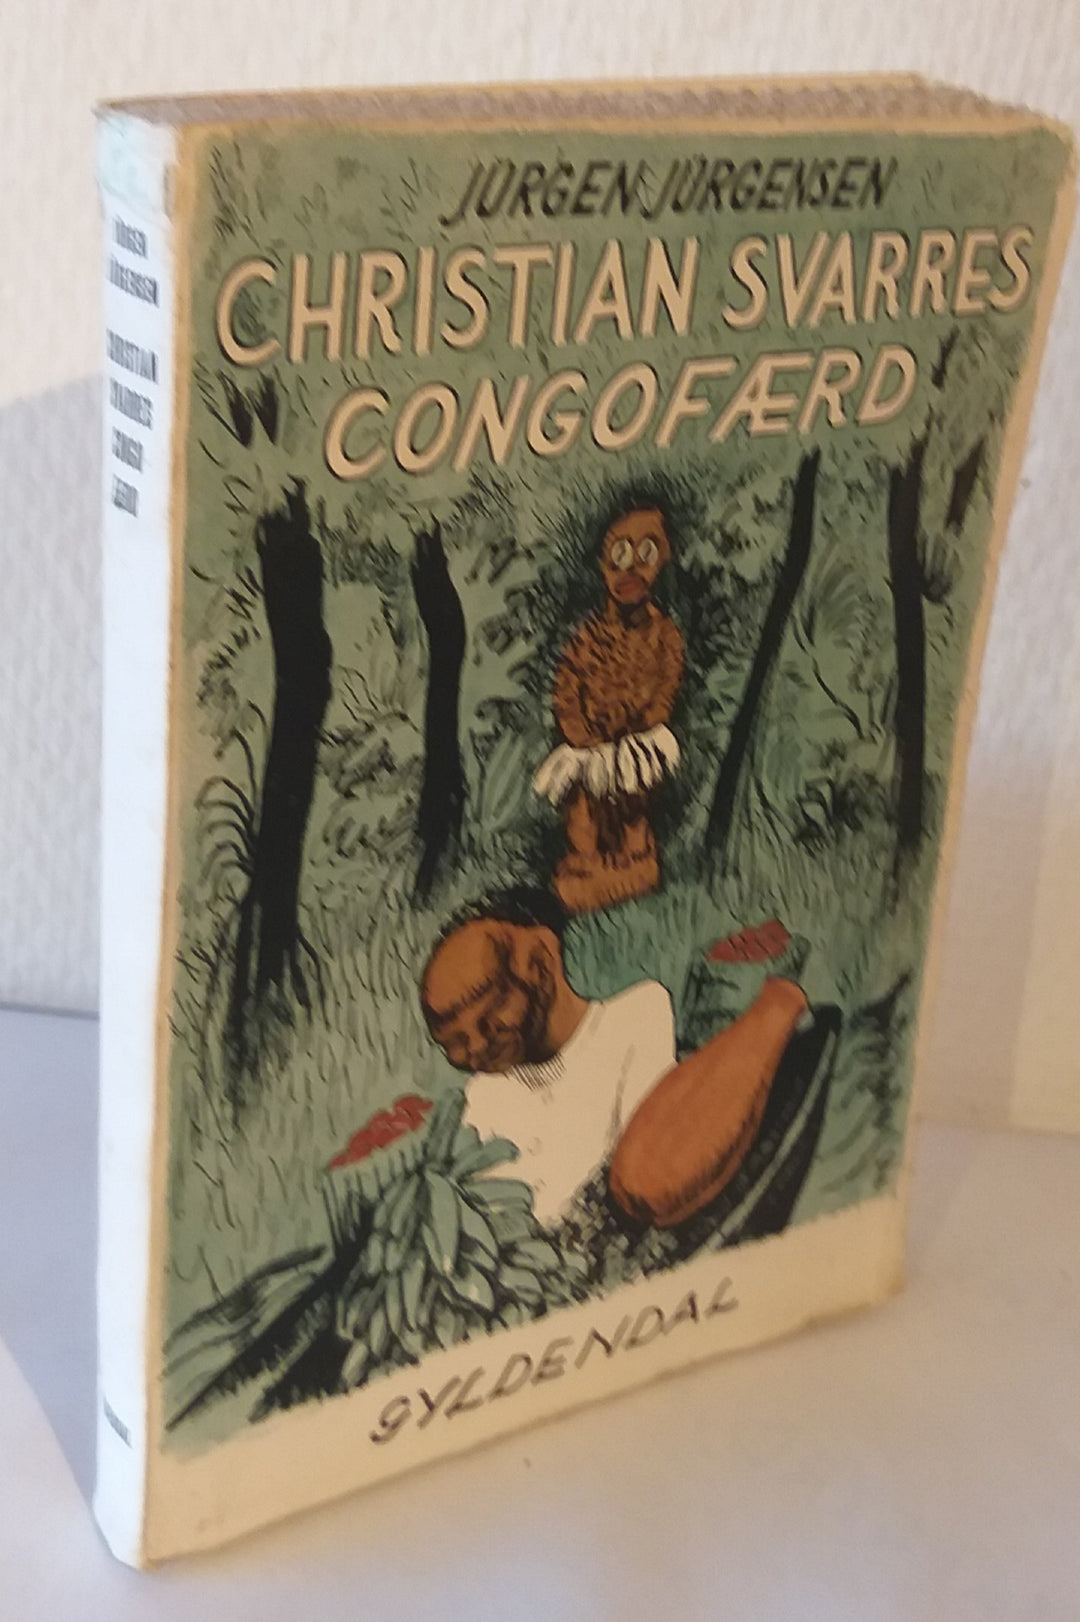 JÜRGEN JÜRGENSEN
CHRISTIAN SVARRES
CONGOFÆRD
GYLDENDAL
JÜRGEN
JÜRGENSEN
CHRISTIAN
SVARRES
CONGO
FÆRD